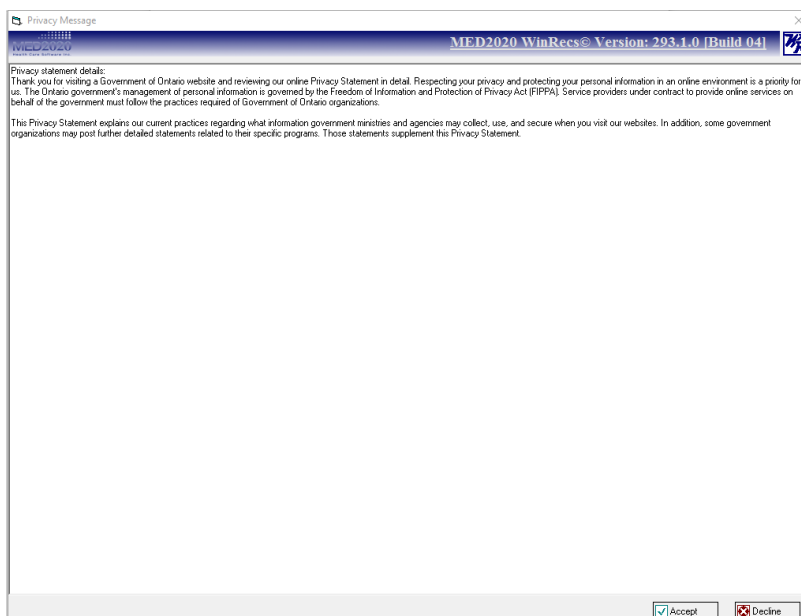 Privacy Message
MED2020
Health Care Software Inc.
MED2020 WinRecs© Version: 293.1.0 [Build 04]
Privacy statement details:
Thank you for visiting a Government of Ontario website and reviewing our online Privacy Statement in detail. Respecting your privacy and protecting your personal information in an online environment is a priority for
us. The Ontario government's management of personal information is governed by the Freedom of Information and Protection of Privacy Act (FIPPA). Service providers under contract to provide online services on
behalf of the government must follow the practices required of Government of Ontario organizations.
This Privacy Statement explains our current practices regarding what information government ministries and agencies may collect, use, and secure when you visit our websites. In addition, some government
organizations may post further detailed statements related to their specific programs. Those statements supplement this Privacy Statement.
Accept
Decline